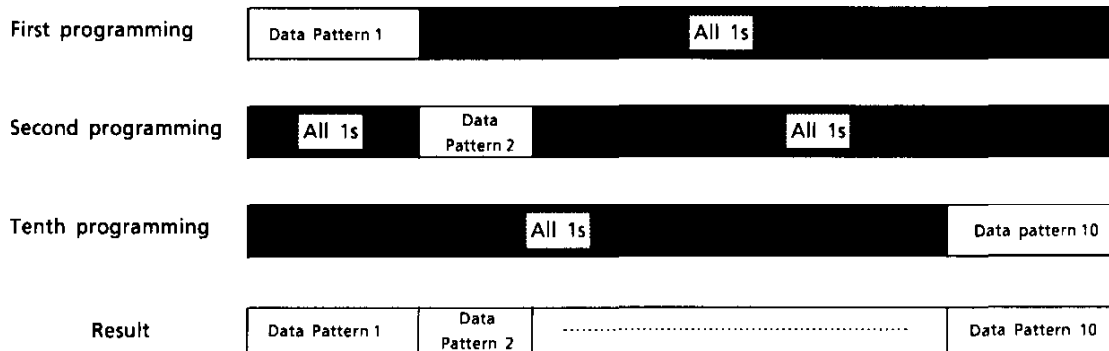 First programming
Data Pattern 1
All 1s
Second programming
All 1s
Data
Pattern 2
All 1s
Tenth programming
All 1s
Data pattern 10
Result
Data Pattern 1
Data
Pattern 2
Data Pattern 10